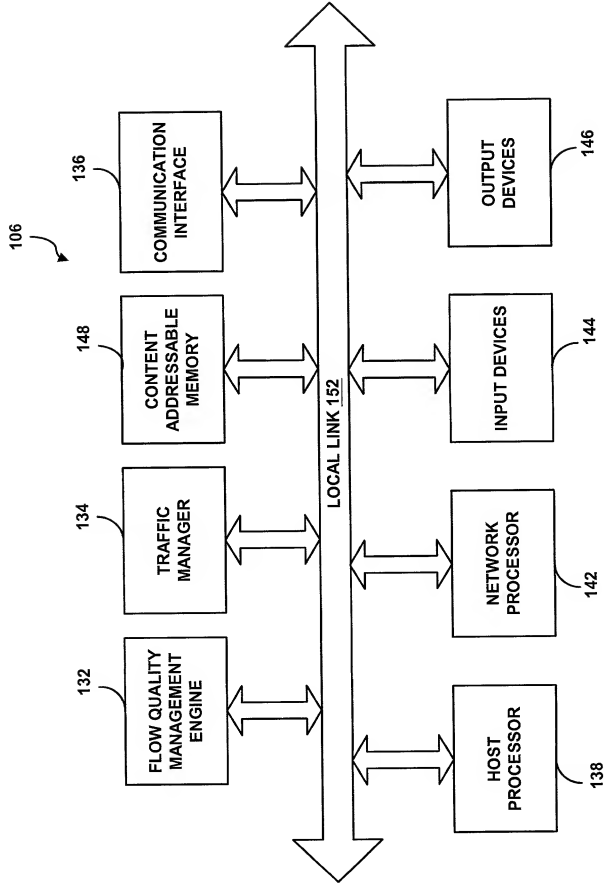 106
132
134
148
136
FLOW QUALITY
MANAGEMENT
ENGINE
TRAFFIC
MANAGER
CONTENT
ADDRESSABLE
MEMORY
COMMUNICATION
INTERFACE
LOCAL LINK 152
HOST
PROCESSOR
NETWORK
PROCESSOR
INPUT DEVICES
OUTPUT
DEVICES
138
142
144
146